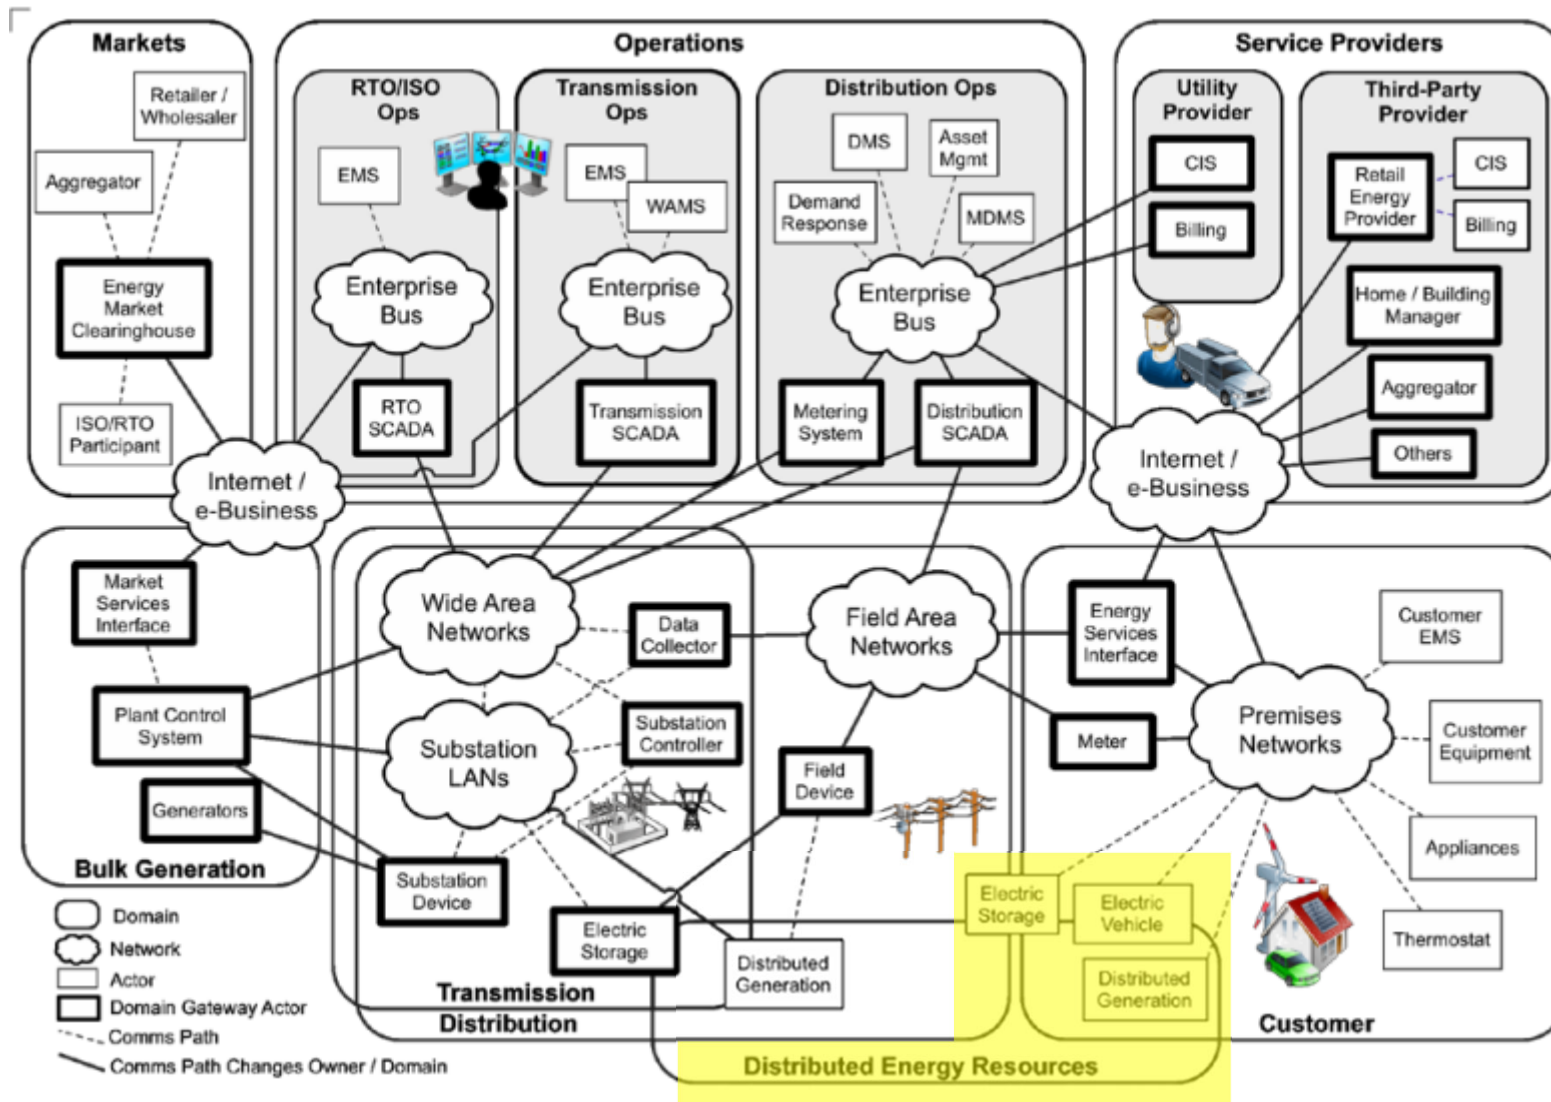 Markets
Operations
Service Providers
RTO/ISO
Ops
Transmission
Ops
Distribution Ops
Utility
Provider
Third-Party
Provider
Retailer /
Wholesaler
Aggregator
Energy
Market
Clearinghouse
ISO/RTO
Participant
EMS
Enterprise
Bus
RTO
SCADA
EMS
WAMS
Enterprise
Bus
Transmission
SCADA
DMS
Asset
Mgmt
Demand
Response
MDMS
Enterprise
Bus
Metering
System
Distribution
SCADA
CIS
Billing
Retail
Energy
Provider
CIS
Billing
Home / Building
Manager
Aggregator
Others
Internet /
e-Business
Internet /
e-Business
Market
Services
Interface
Plant Control
System
Generators
Bulk Generation
Wide Area
Networks
Data
Collector
Substation
LANs
Substation
Controller
Substation
Device
Electric
Storage
Field Area
Networks
Field
Device
Distributed
Generation
Transmission
Distribution
Energy
Services
Interface
Meter
Premises
Networks
Customer
EMS
Customer
Equipment
Appliances
Thermostat
Electric
Storage
Electric
Vehicle
Distributed
Generation
Customer
Distributed Energy Resources
Domain
Network
Actor
Domain Gateway Actor
Comms Path
Comms Path Changes Owner / Domain